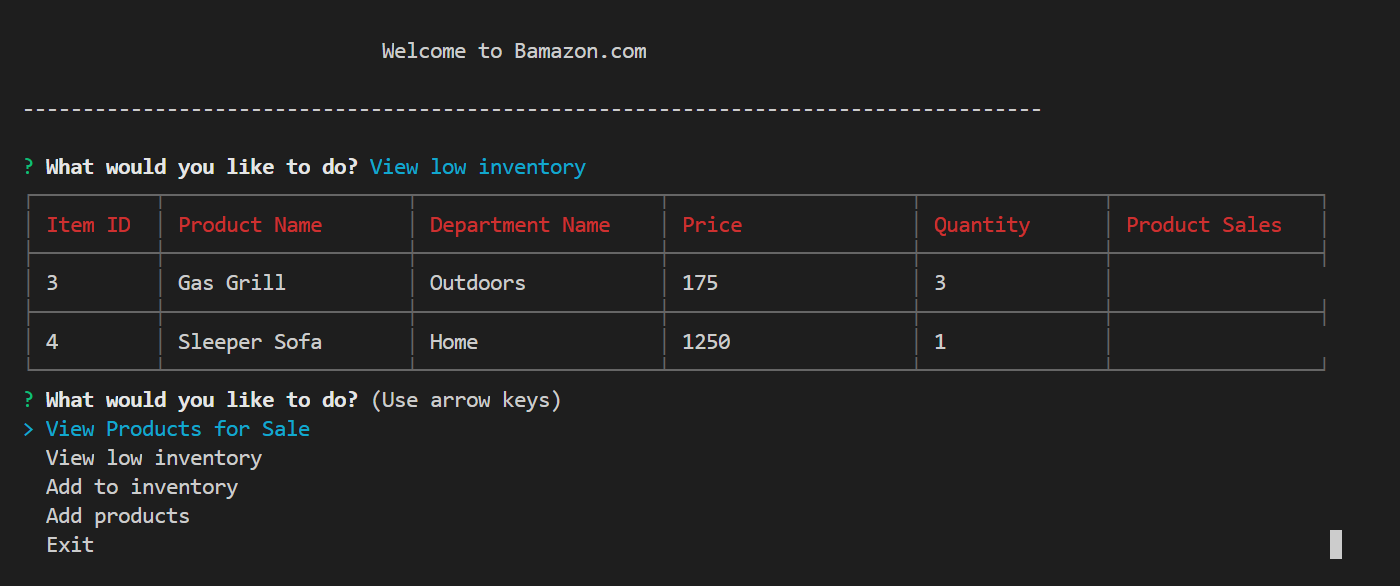 Welcome to Bamazon.com
-------------------------------------------------------------------------------------
? What would you like to do? View low inventory
Item ID Product Name Department Name Price Quantity Product Sales
3 Gas Grill Outdoors 175 3
4 Sleeper Sofa Home 1250 1
? What would you like to do? (Use arrow keys)
> View Products for Sale
View low inventory
Add to inventory
Add products
Exit